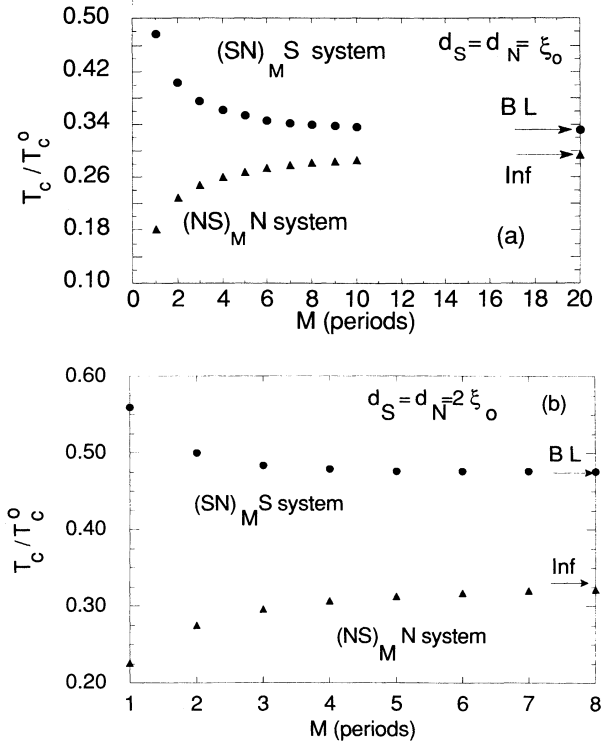 (a)
0.52
0.42
0.34
0.26
0.18
0.10
T_c / T_c^o
(SN)_M S system
d_S = d_N = ξ_o
B L
Inf
(NS)_M N system
(a)
0 2 4 6 8 10 12 14 16 18 20
M (periods)
0.60
0.50
0.40
0.30
0.20
T_c / T_c^o
d_S = d_N = 2 ξ_o
(b)
B L
(SN)_M S system
Inf
(NS)_M N system
1 2 3 4 5 6 7 8
M (periods)